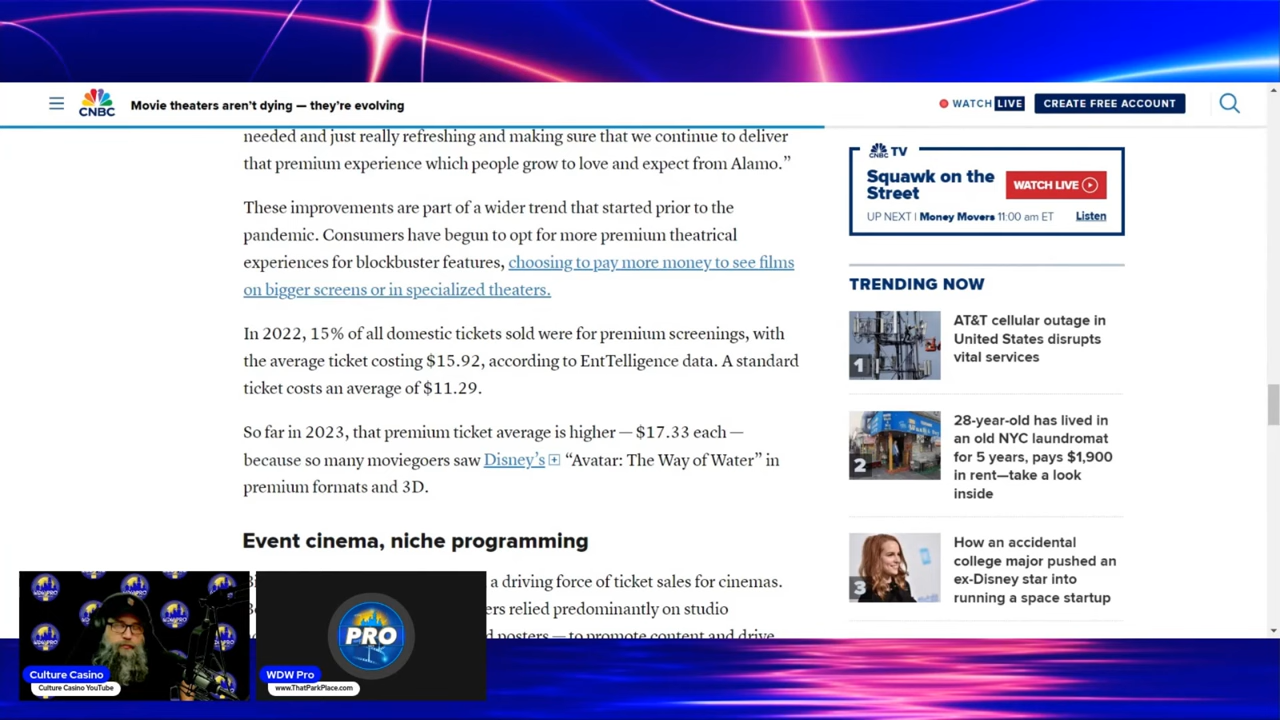 CNBC
Movie theaters aren't dying — they're evolving
WATCH LIVE
CREATE FREE ACCOUNT
needed and just really refreshing and making sure that we continue to deliver
that premium experience which people grow to love and expect from Alamo.”
These improvements are part of a wider trend that started prior to the
pandemic. Consumers have begun to opt for more premium theatrical
experiences for blockbuster features, choosing to pay more money to see films
on bigger screens or in specialized theaters.
In 2022, 15% of all domestic tickets sold were for premium screenings, with
the average ticket costing $15.92, according to EntTelligence data. A standard
ticket costs an average of $11.29.
So far in 2023, that premium ticket average is higher — $17.33 each —
because so many moviegoers saw Disney's “Avatar: The Way of Water” in
premium formats and 3D.
Event cinema, niche programming
a driving force of ticket sales for cinemas.
ers relied predominantly on studio
d posters — to promote content and drive
CNBC TV
Squawk on the
Street
WATCH LIVE
UP NEXT | Money Movers 11:00 am ET
Listen
TRENDING NOW
1
AT&T cellular outage in
United States disrupts
vital services
2
28-year-old has lived in
an old NYC laundromat
for 5 years, pays $1,900
in rent—take a look
inside
3
How an accidental
college major pushed an
ex-Disney star into
running a space startup
PRO
Culture Casino
Culture Casino YouTube
WDW Pro
www.ThatParkPlace.com